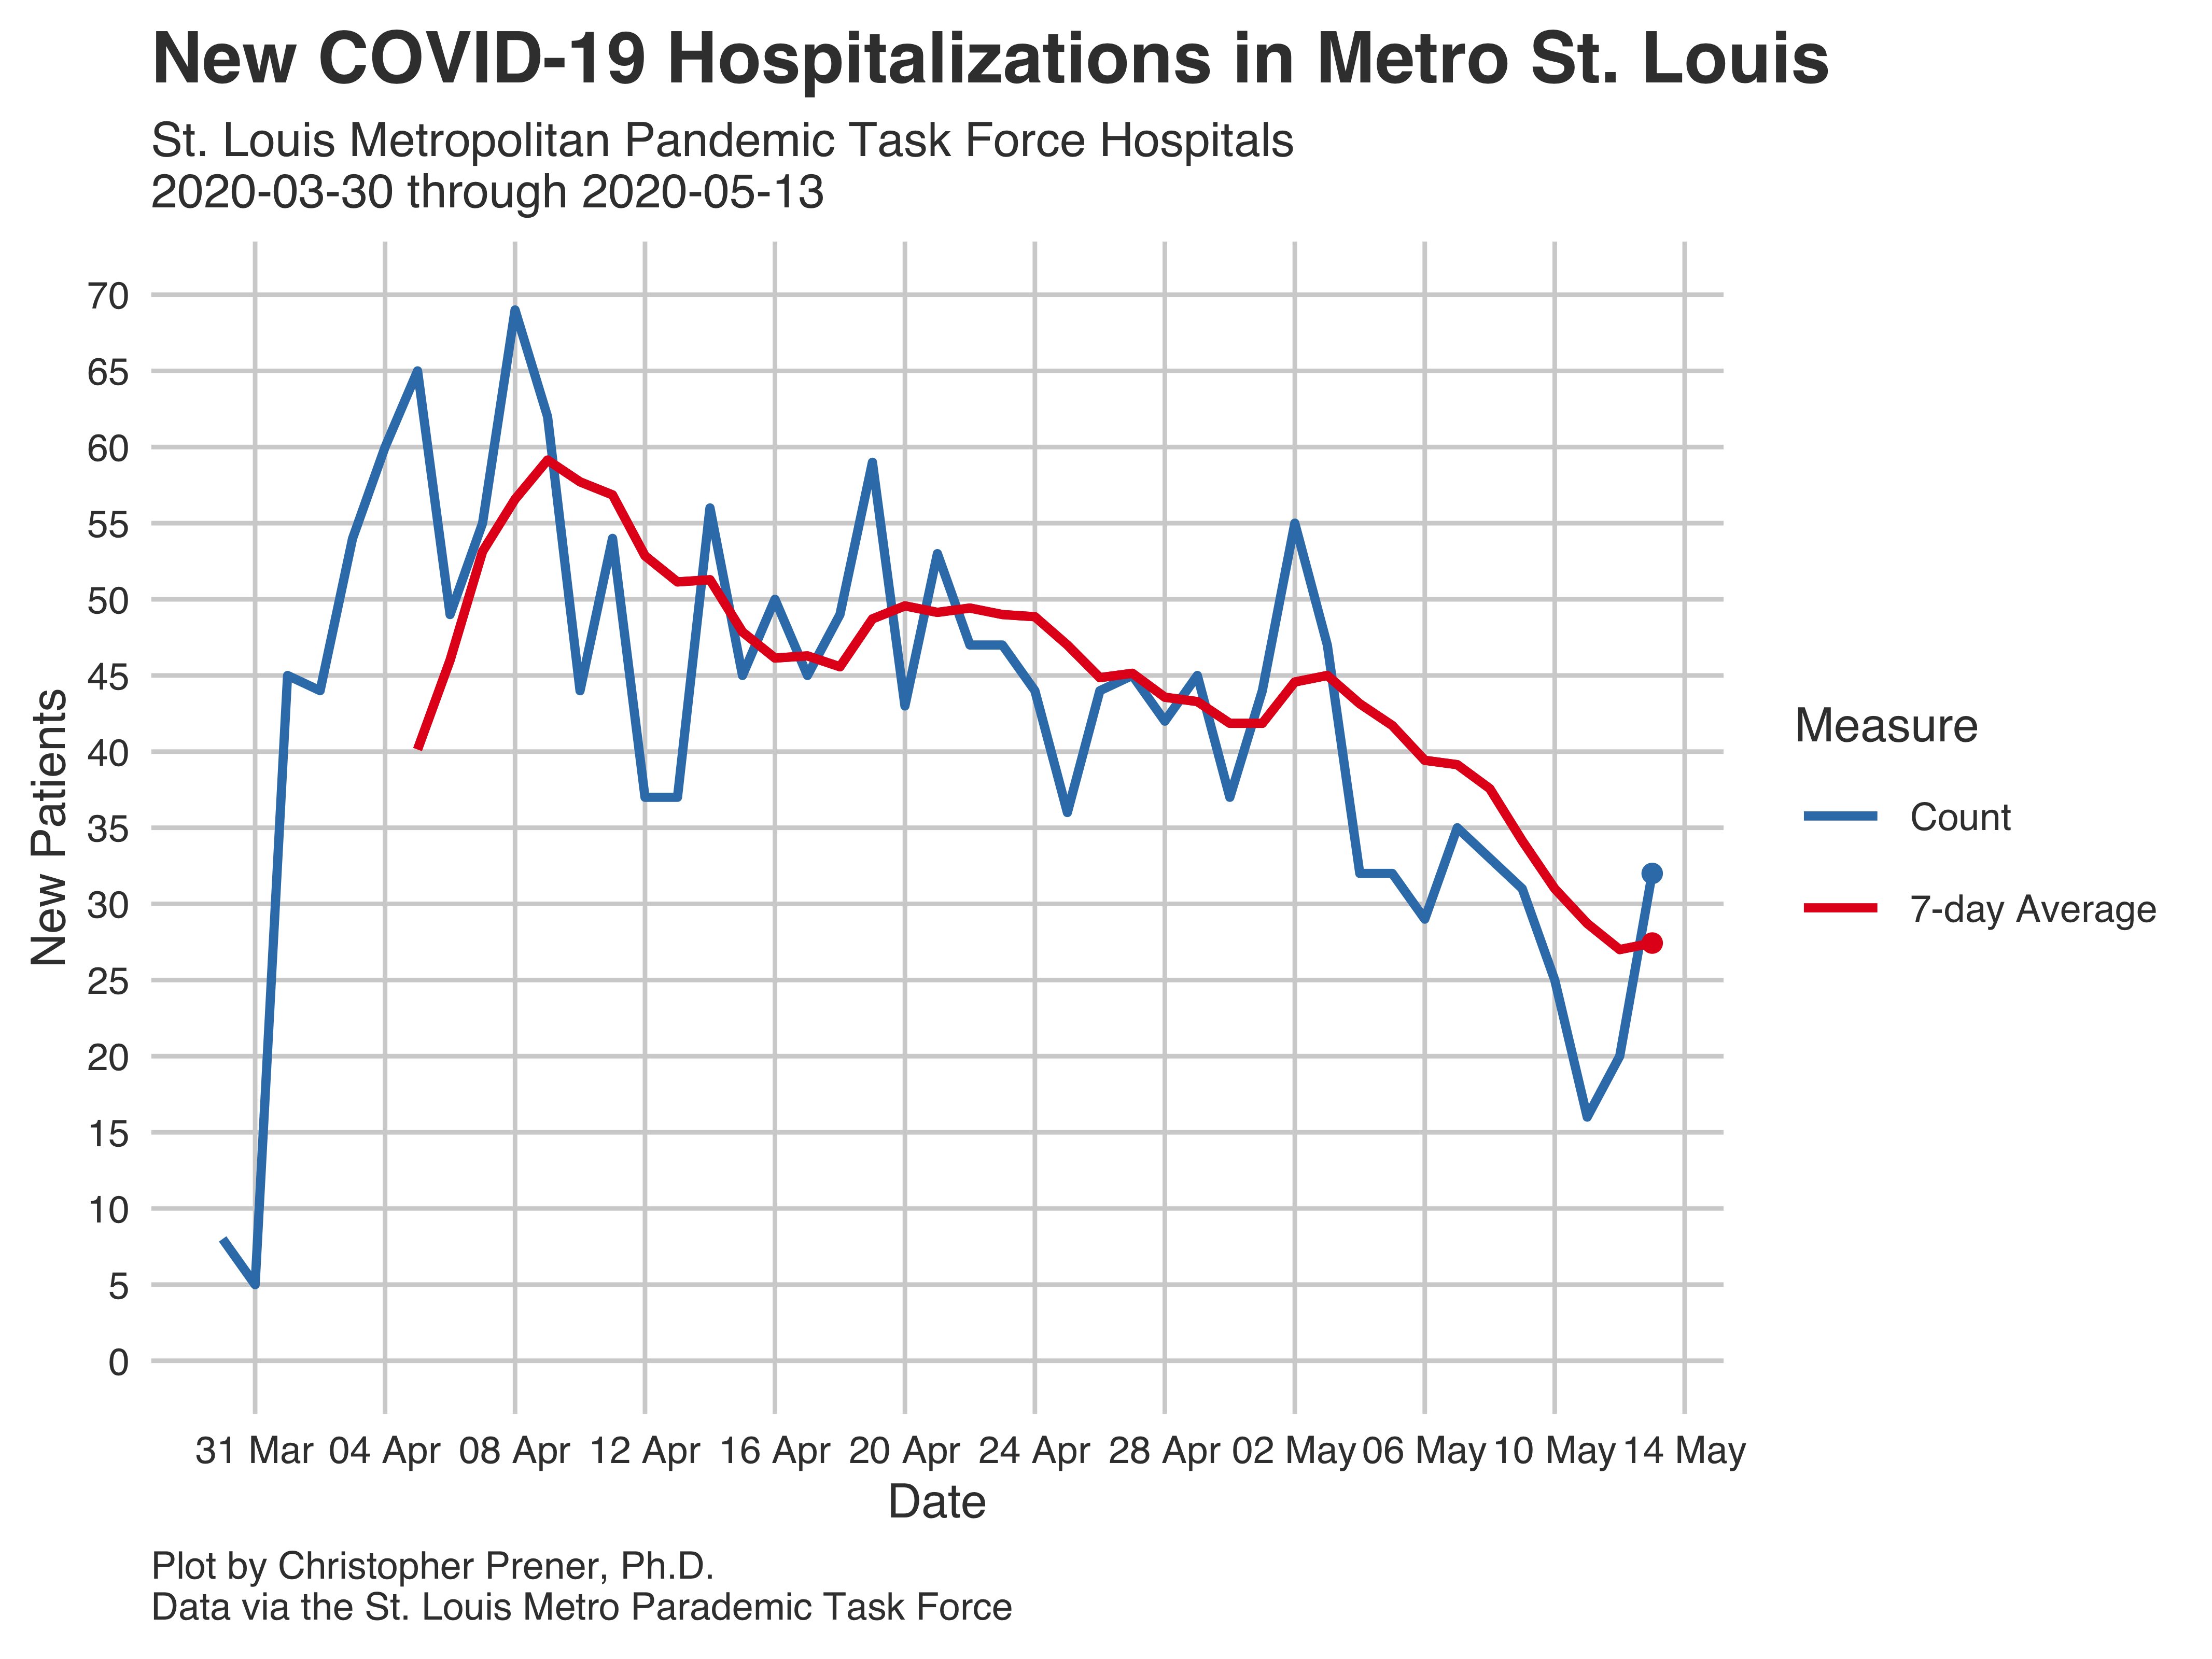 New COVID-19 Hospitalizations in Metro St. Louis
St. Louis Metropolitan Pandemic Task Force Hospitals
2020-03-30 through 2020-05-13
70
65
60
55
50
45
40
35
30
25
20
15
10
5
0
New Patients
31 Mar 04 Apr 08 Apr 12 Apr 16 Apr 20 Apr 24 Apr 28 Apr 02 May 06 May 10 May 14 May
Date
Measure
Count
7-day Average
Plot by Christopher Prener, Ph.D.
Data via the St. Louis Metro Parademic Task Force